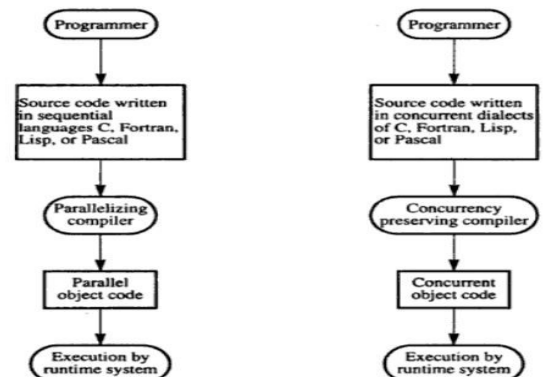 Programmer
Source code written
in sequential
languages C, Fortran,
Lisp, or Pascal
Parallelizing
compiler
Parallel
object code
Execution by
runtime system
Programmer
Source code written
in concurrent dialects
of C, Fortran, Lisp,
or Pascal
Concurrency
preserving compiler
Concurrent
object code
Execution by
runtime system